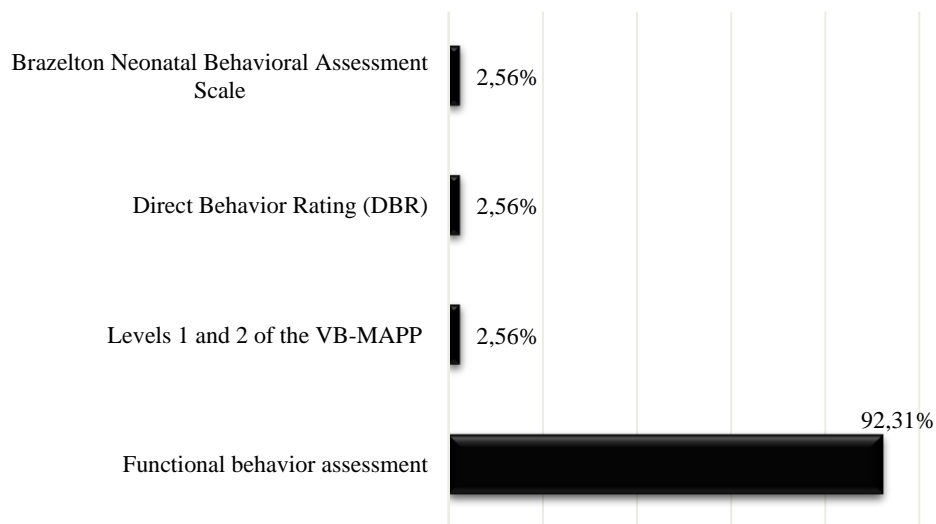 Brazelton Neonatal Behavioral Assessment
Scale
2,56%
Direct Behavior Rating (DBR)
2,56%
Levels 1 and 2 of the VB-MAPP
2,56%
92,31%
Functional behavior assessment